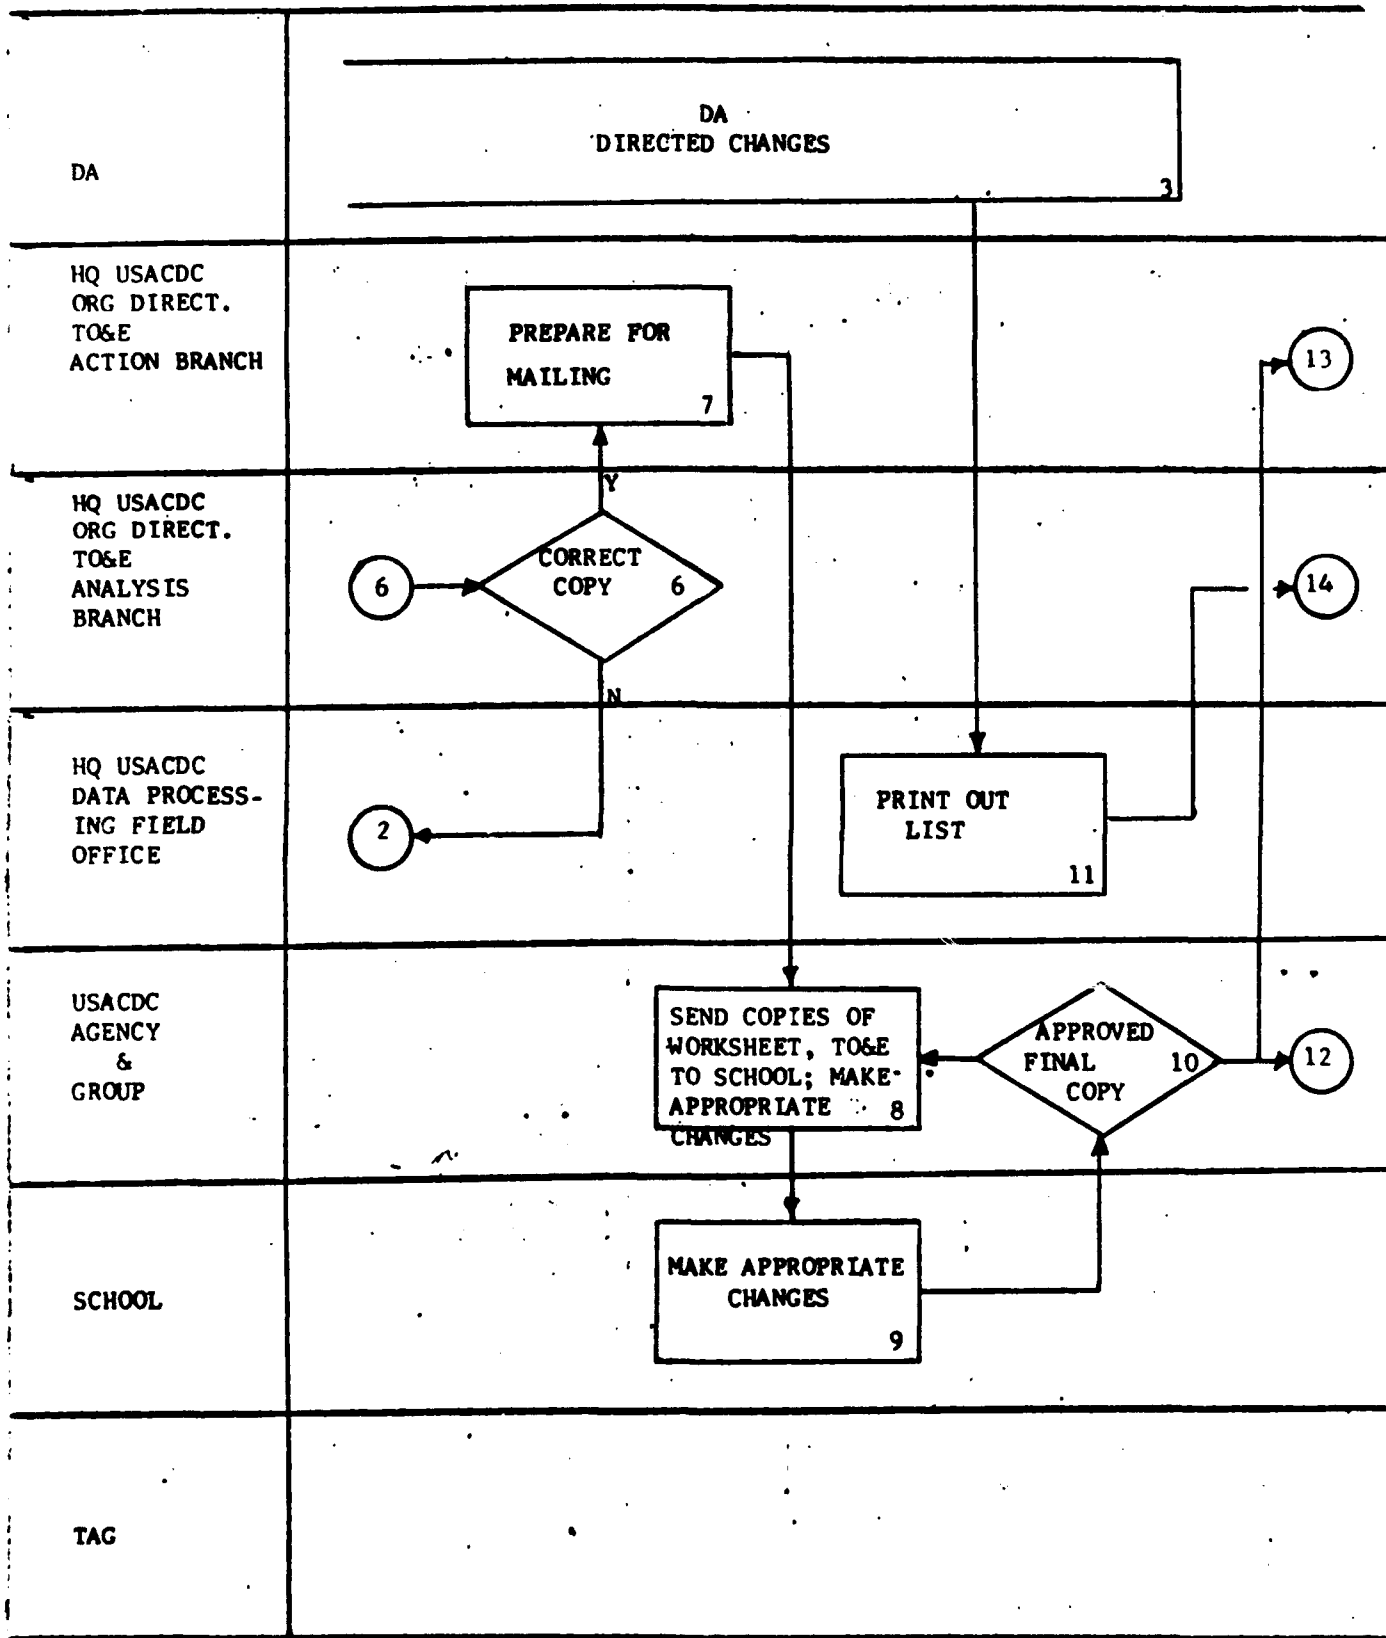 DA
DA
DIRECTED CHANGES
3
HQ USACDC
ORG DIRECT.
TO&E
ACTION BRANCH
PREPARE FOR
MAILING
7
13
HQ USACDC
ORG DIRECT.
TO&E
ANALYSIS
BRANCH
Y
6
CORRECT
COPY 6
N
14
HQ USACDC
DATA PROCESS-
ING FIELD
OFFICE
2
PRINT OUT
LIST
11
USACDC
AGENCY
&
GROUP
SEND COPIES OF
WORKSHEET, TO&E
TO SCHOOL; MAKE
APPROPRIATE 8
CHANGES
APPROVED
FINAL 10
COPY
12
SCHOOL
MAKE APPROPRIATE
CHANGES
9
TAG